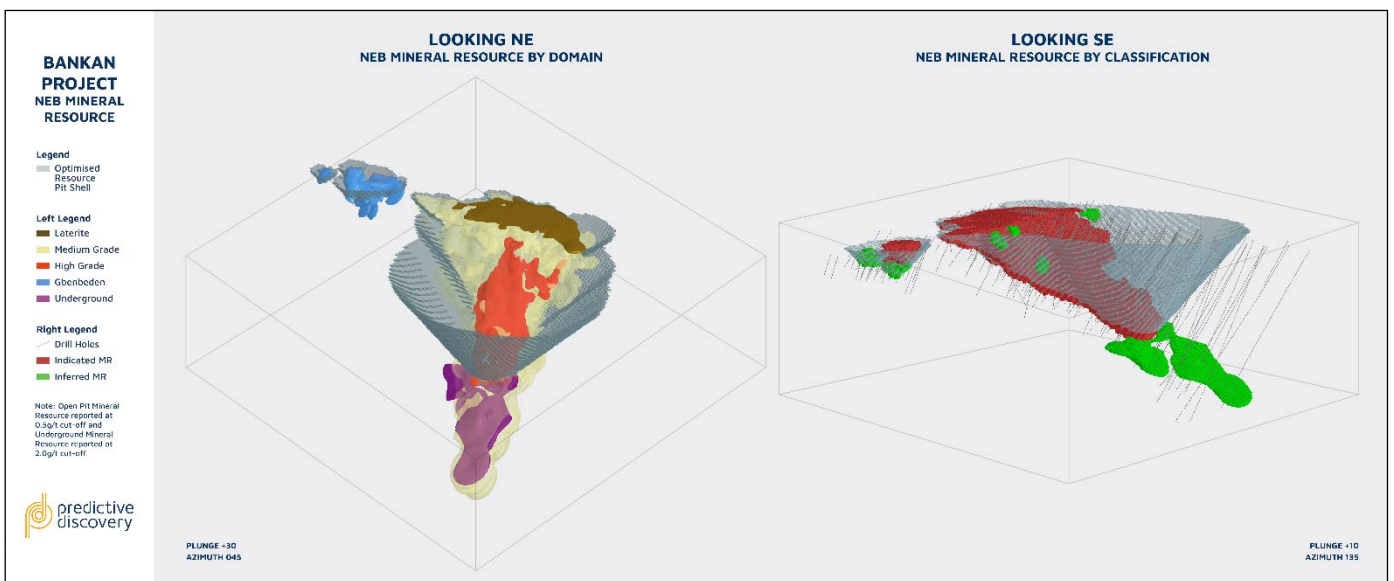 BANKAN
PROJECT
NEB MINERAL
RESOURCE
Legend
Optimised
Resource
Pit Shell
Left Legend
Laterite
Medium Grade
High Grade
Gbenbeden
Underground
Right Legend
Drill Holes
Indicated MR
Inferred MR
Note: Open Pit Mineral
Resource reported at
0.5g/t cut-off and
Underground Mineral
Resource reported at
2.0g/t cut-off
predictive
discovery
LOOKING NE
NEB MINERAL RESOURCE BY DOMAIN
PLUNGE +30
AZIMUTH 045
LOOKING SE
NEB MINERAL RESOURCE BY CLASSIFICATION
PLUNGE +10
AZIMUTH 135